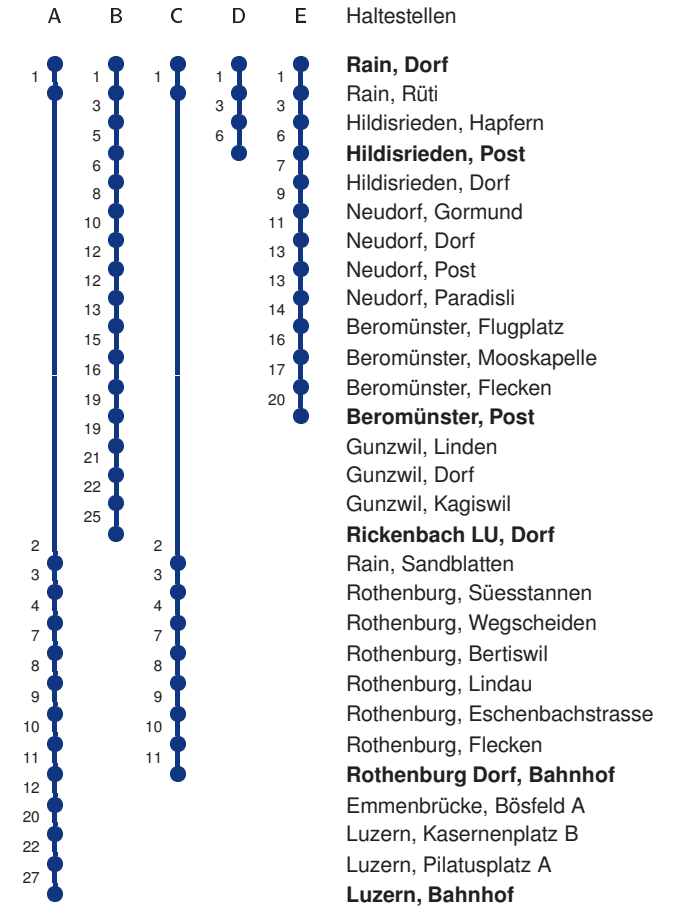 A B C D E Haltestellen
Rain, Dorf
1 1 1 1 1 Rain, Rüti
3 3 3 Hildisrieden, Hapfern
5 6 6 Hildisrieden, Post
6 7 Hildisrieden, Dorf
8 9 Neudorf, Gormund
10 11 Neudorf, Dorf
12 13 Neudorf, Post
12 13 Neudorf, Paradisli
13 14 Beromünster, Flugplatz
15 16 Beromünster, Mooskapelle
16 17 Beromünster, Flecken
19 20 Beromünster, Post
19 Gunzwil, Linden
21 Gunzwil, Dorf
22 Gunzwil, Kagiswil
25 Rickenbach LU, Dorf
2 2 Rain, Sandblatten
3 3 Rothenburg, Süesstannen
4 4 Rothenburg, Wegscheiden
7 7 Rothenburg, Bertiswil
8 8 Rothenburg, Lindau
9 9 Rothenburg, Eschenbachstrasse
10 10 Rothenburg, Flecken
11 11 Rothenburg Dorf, Bahnhof
12 Emmenbrücke, Bösfeld A
20 Luzern, Kasernenplatz B
22 Luzern, Pilatusplatz A
27 Luzern, Bahnhof